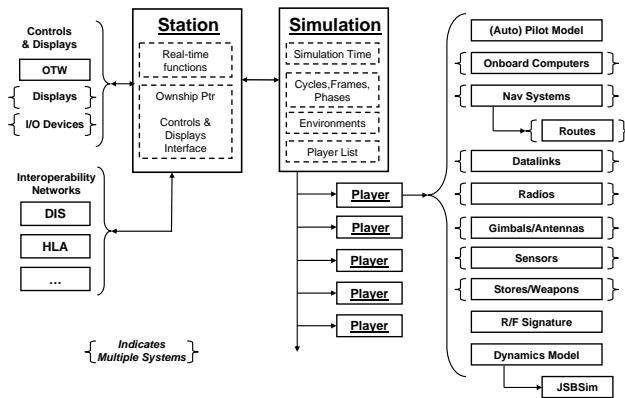 Controls
& Displays
OTW
Displays
I/O Devices
Interoperability
Networks
DIS
HLA
…
Indicates
Multiple Systems
Station
Real-time
functions
Ownship Ptr
Controls &
Displays
Interface
Simulation
Simulation Time
Cycles,Frames,
Phases
Environments
Player List
Player
Player
Player
Player
Player
(Auto) Pilot Model
Onboard Computers
Nav Systems
Routes
Datalinks
Radios
Gimbals/Antennas
Sensors
Stores/Weapons
R/F Signature
Dynamics Model
JSBSim